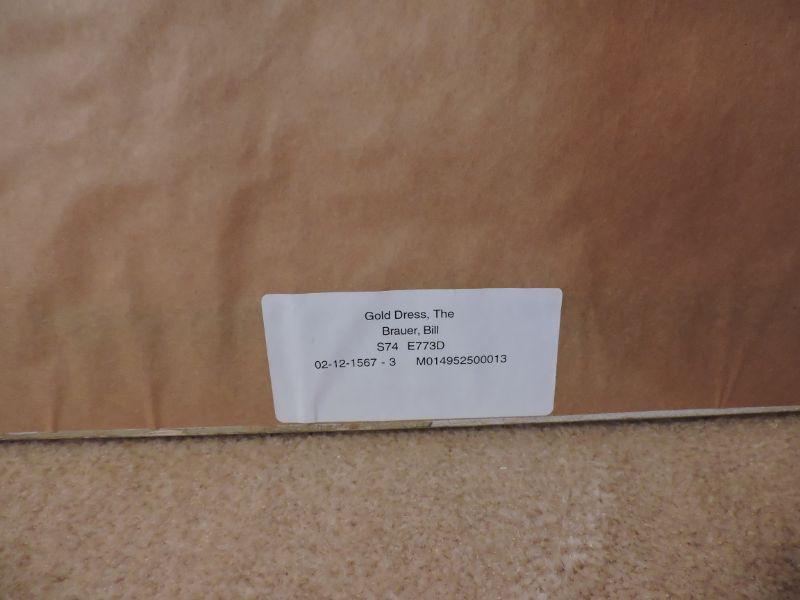 Gold Dress, The
Brauer, Bill
S74 E773D
02-12-1567 - 3 M014952500013